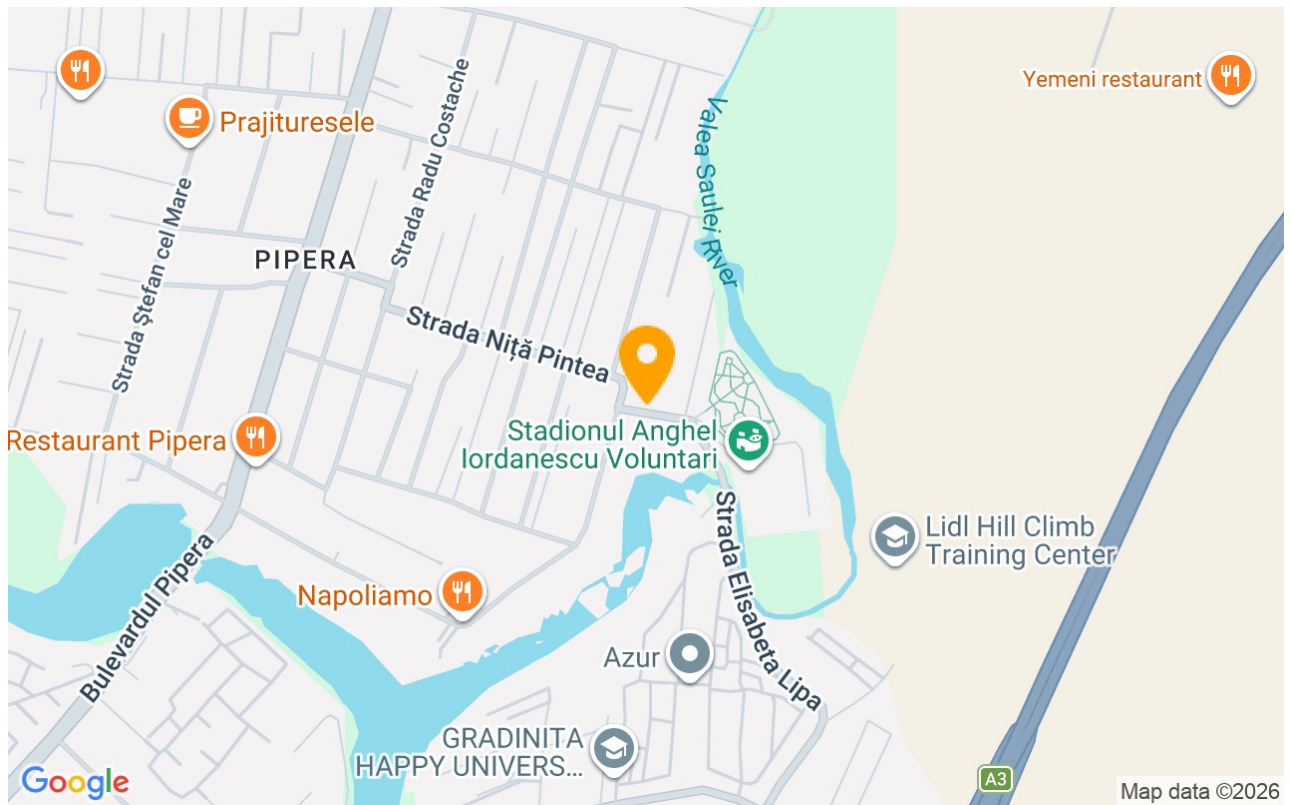 Yemeni restaurant
Prajituresele
Strada Radu Costache
Valea Saulei River
Strada Ștefan cel Mare
PIPERA
Strada Niță Pintea
Restaurant Pipera
Stadionul Anghel
Iordanescu Voluntari
Strada Elisabeta Lipa
Lidl Hill Climb
Training Center
Bulevardul Pipera
Napoliamo
Azur
GRADINITA
HAPPY UNIVERS...
Google
A3
Map data ©2026